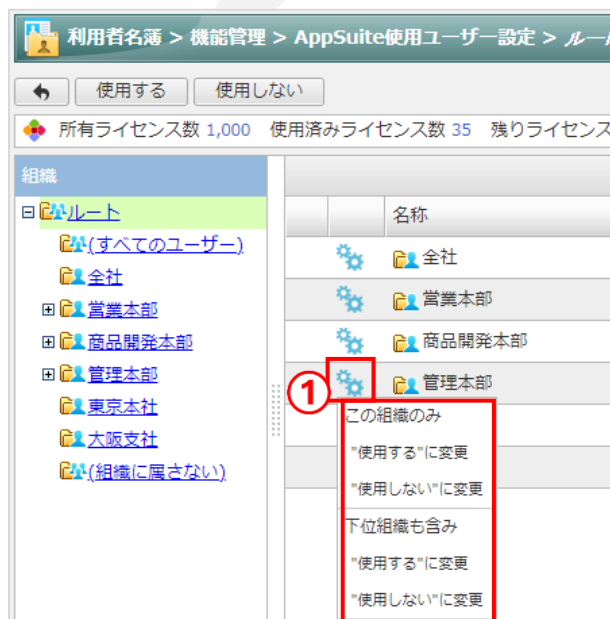 利用者名簿 > 機能管理 > AppSuite使用ユーザー設定 > ルー
使用する 使用しない
所有ライセンス数 1,000 使用済みライセンス数 35 残りライセンス
組織
ルート
(すべてのユーザー)
全社
営業本部
商品開発本部
管理本部
東京本社
大阪支社
(組織に属さない)
名称
全社
営業本部
商品開発本部
管理本部
①
この組織のみ
"使用する"に変更
"使用しない"に変更
下位組織も含み
"使用する"に変更
"使用しない"に変更